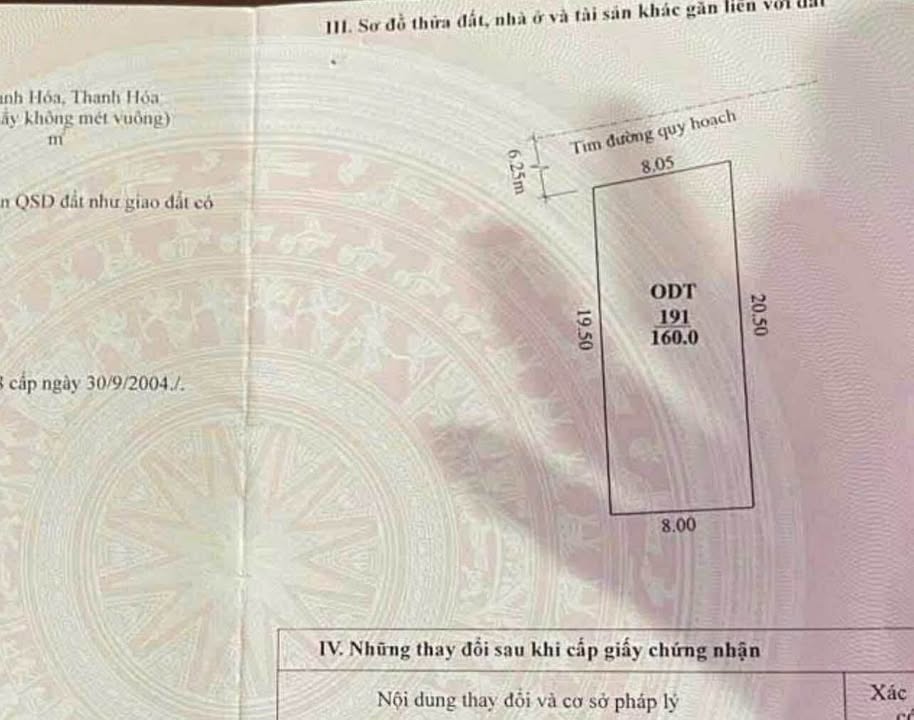 III. Sơ đồ thửa đất, nhà ở và tài sản khác gắn liền với đất
anh Hóa, Thanh Hóa
ẩy không mét vuông)
m²
n QSD đất như giao đất có
cấp ngày 30/9/2004./.
Tim đường quy hoạch
6.25m
8.05
ODT
191
160.0
19.50
20.50
8.00
IV. Những thay đổi sau khi cấp giấy chứng nhận
Nội dung thay đổi và cơ sở pháp lý
Xác